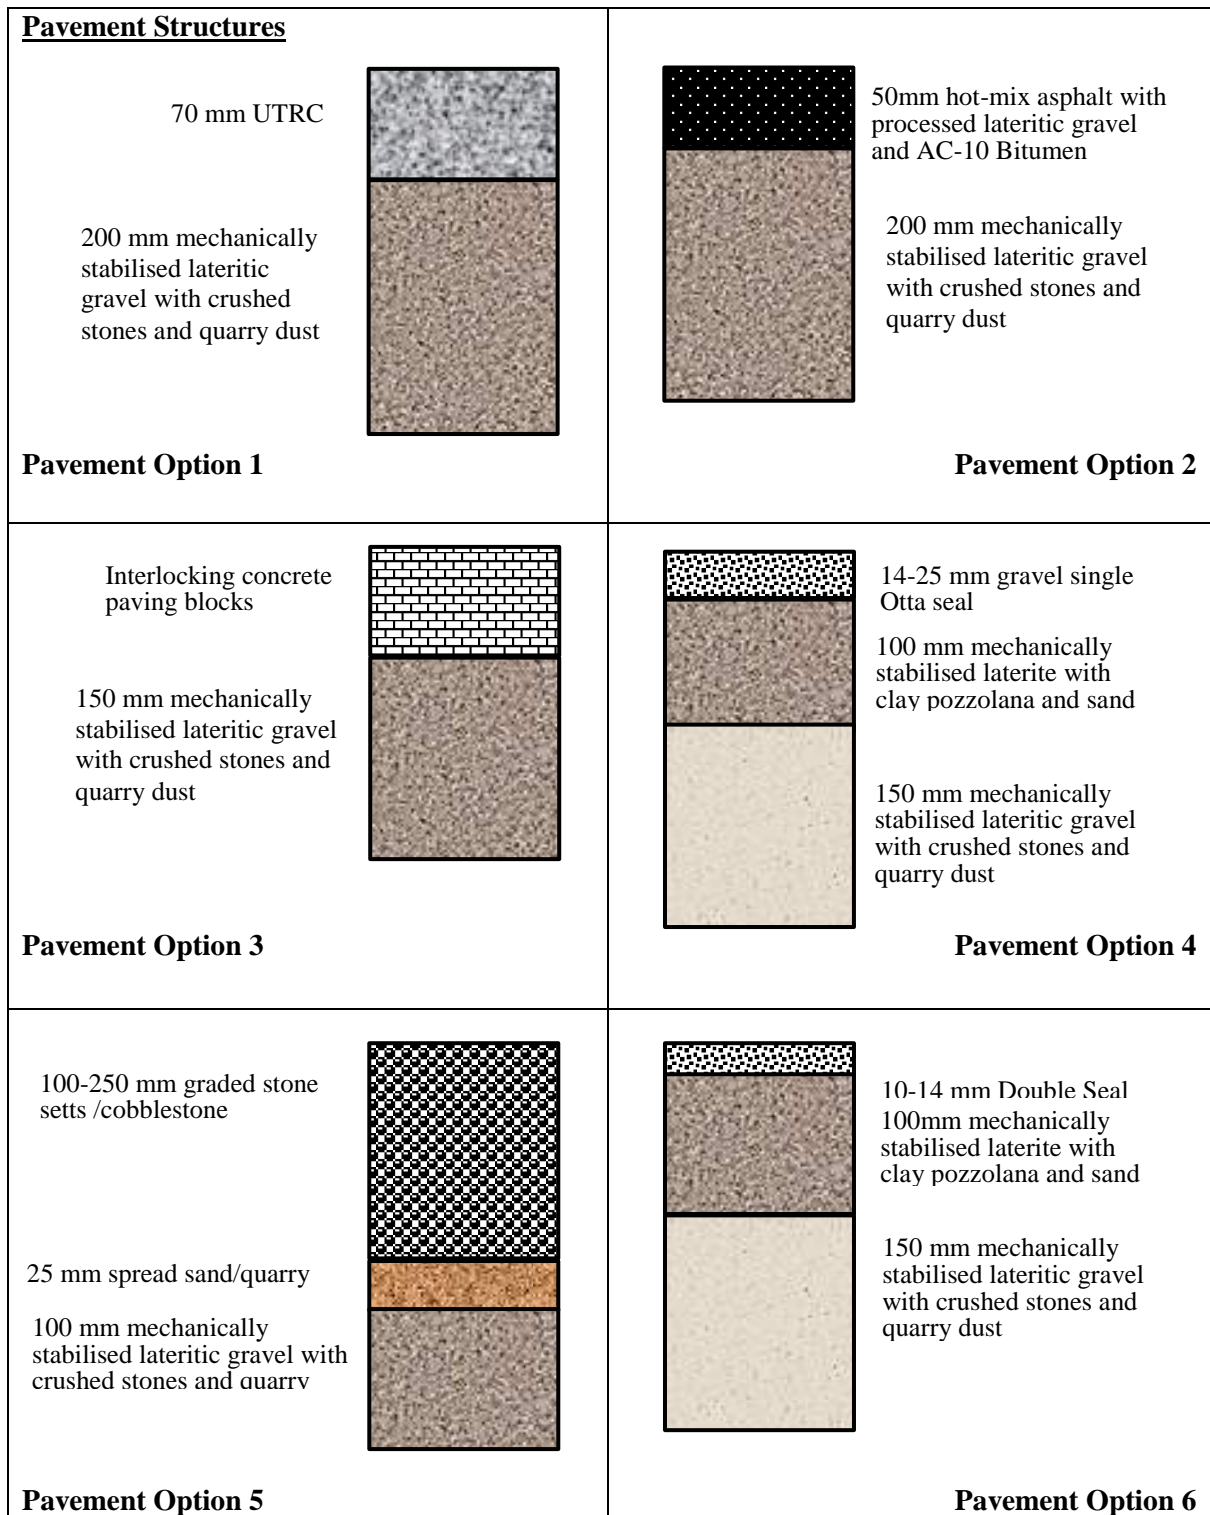 Pavement Structures
70 mm UTRC
200 mm mechanically
stabilised lateritic
gravel with crushed
stones and quarry dust
Pavement Option 1
50mm hot-mix asphalt with
processed lateritic gravel
and AC-10 Bitumen
200 mm mechanically
stabilised lateritic gravel
with crushed stones and
quarry dust
Pavement Option 2
Interlocking concrete
paving blocks
150 mm mechanically
stabilised lateritic gravel
with crushed stones and
quarry dust
Pavement Option 3
14-25 mm gravel single
Otta seal
100 mm mechanically
stabilised laterite with
clay pozzolana and sand
150 mm mechanically
stabilised lateritic gravel
with crushed stones and
quarry dust
Pavement Option 4
100-250 mm graded stone
setts /cobblestone
25 mm spread sand/quarry
100 mm mechanically
stabilised lateritic gravel with
crushed stones and quarry
Pavement Option 5
10-14 mm Double Seal
100mm mechanically
stabilised laterite with
clay pozzolana and sand
150 mm mechanically
stabilised lateritic gravel
with crushed stones and
quarry dust
Pavement Option 6